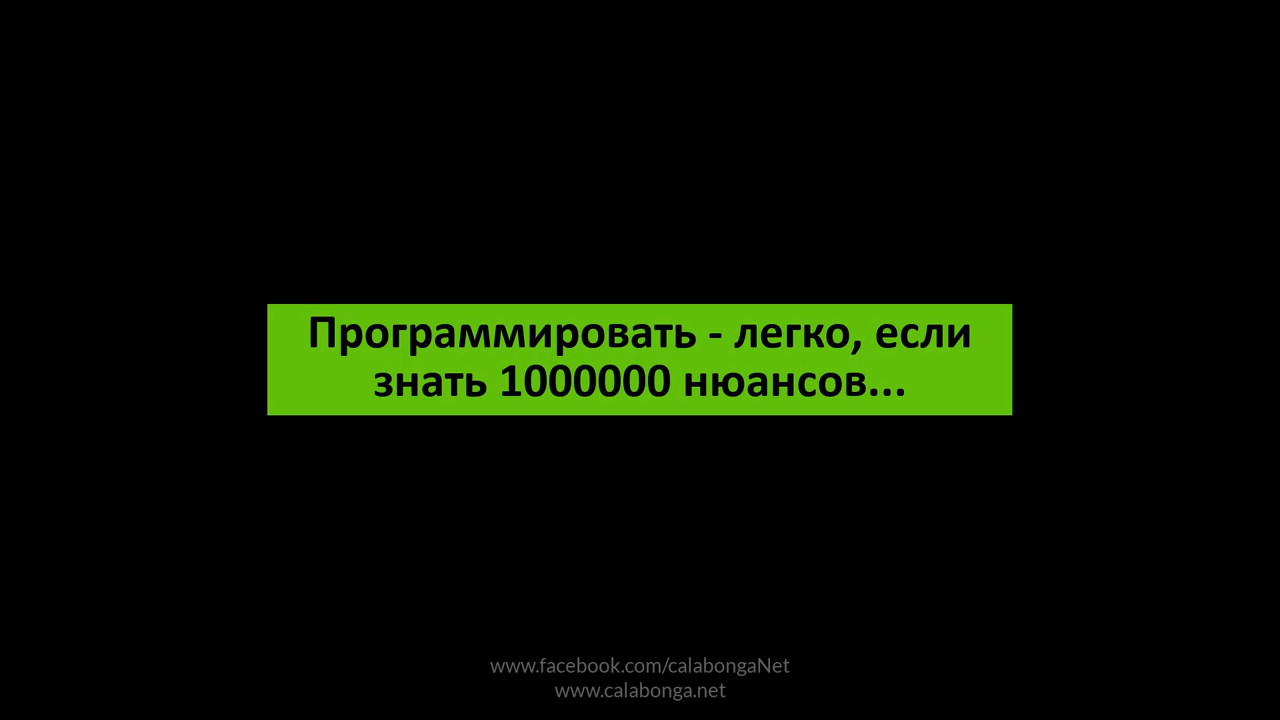 Программировать - легко, если
знать 1000000 нюансов...
www.facebook.com/calabongaNet
www.calabonga.net